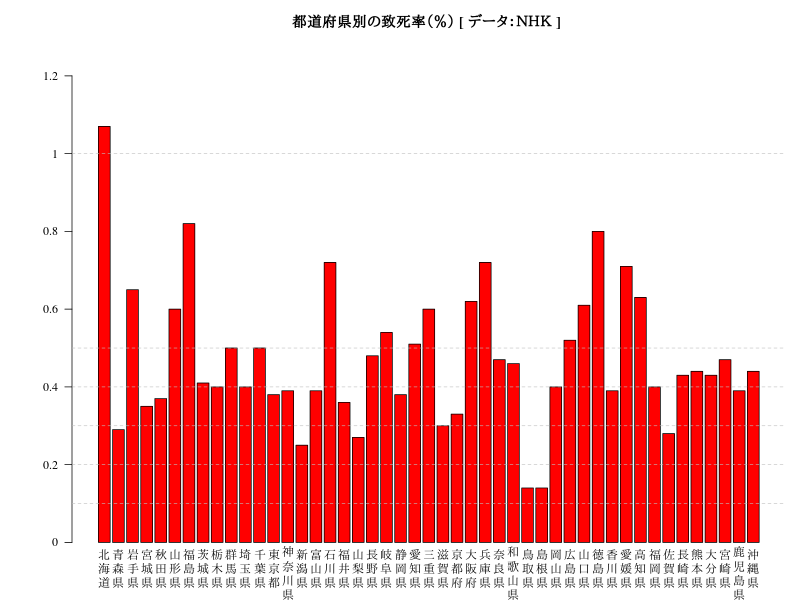 都道府県別の致死率(%) [ データ:NHK ]
1.2
1
0.8
0.6
0.4
0.2
0
北海道
青森県
岩手県
宮城県
秋田県
山形県
福島県
茨城県
栃木県
群馬県
埼玉県
千葉県
東京都
神奈川県
新潟県
富山県
石川県
福井県
山梨県
長野県
岐阜県
静岡県
愛知県
三重県
滋賀県
京都府
大阪府
兵庫県
奈良県
和歌山県
鳥取県
島根県
岡山県
広島県
山口県
徳島県
香川県
愛媛県
高知県
福岡県
佐賀県
長崎県
熊本県
大分県
宮崎県
鹿児島県
沖縄県